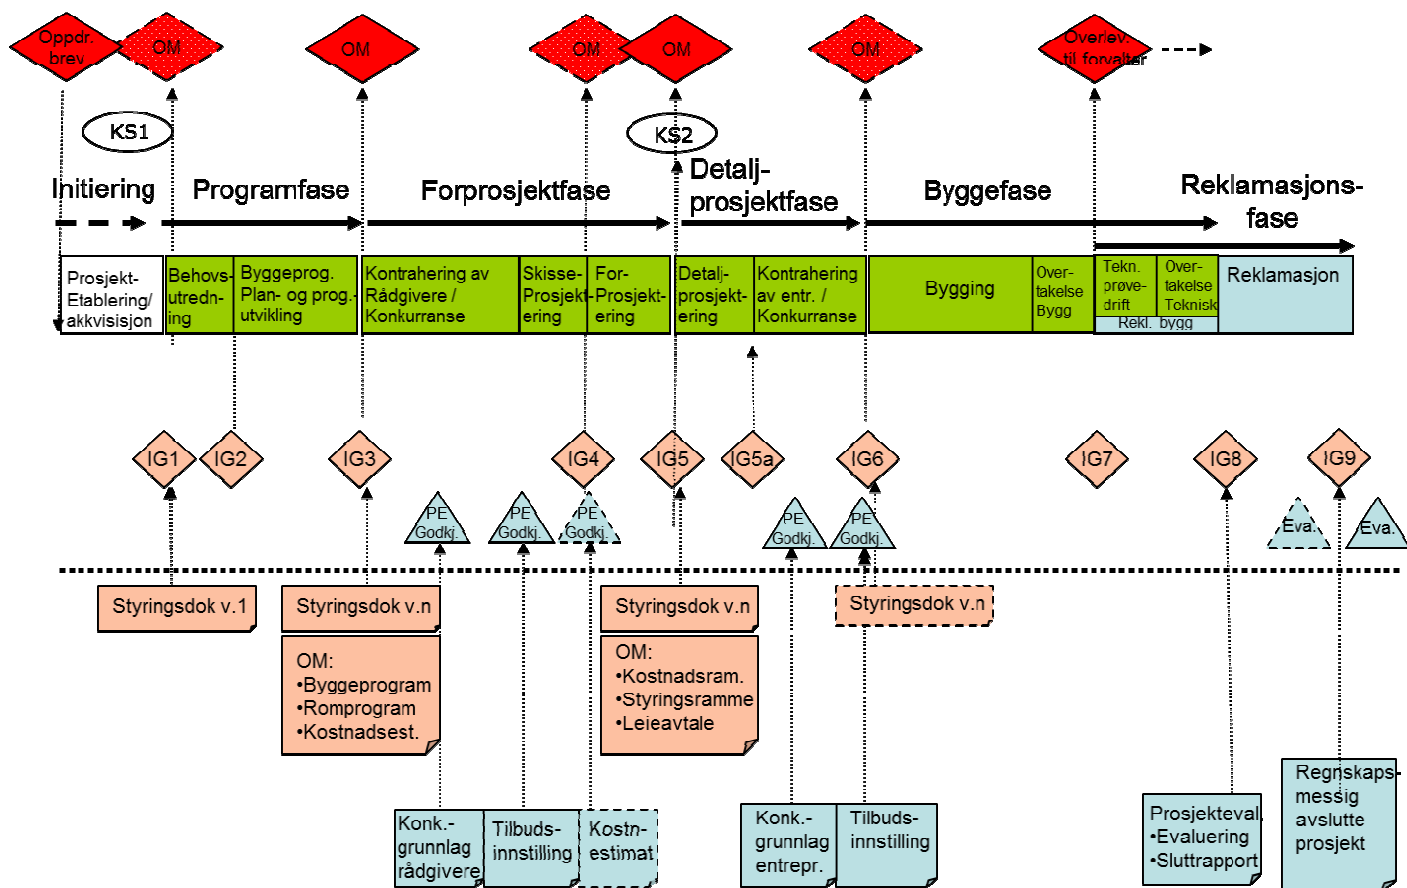 Oppdr.
brev
OM
OM
OM
OM
OM
Overlev.
til forvalter
KS1
KS2
Initiering
Programfase
Forprosjektfase
Detalj-
prosjektfase
Byggefase
Reklamasjons-
fase
Prosjekt-
Etablering/
akkvisisjon
Behovs-
utredn-
ing
Byggeprog.
Plan- og prog.-
utvikling
Kontrahering av
Rådgivere /
Konkurranse
Skisse-
Prosjekt-
ering
For-
Prosjekt-
ering
Detalj-
prosjekt-
ering
Kontrahering
av entr. /
Konkurranse
Bygging
Over-
takelse
Bygg
Tekn.
prøve-
drift
Over-
takelse
Teknisk
Rekl. bygg
Reklamasjon
IG1
IG2
IG3
IG4
IG5
IG5a
IG6
IG7
IG8
IG9
PE
Godkj.
PE
Godkj.
PE
Godkj.
PE
Godkj.
PE
Godkj.
Eva.
Eva.
Styringsdok v.1
Styringsdok v.n
Styringsdok v.n
Styringsdok v.n
OM:
•Byggeprogram
•Romprogram
•Kostnadsest.
OM:
•Kostnadsram.
•Styringsramme
•Leieavtale
Konk.-
grunnlag
rådgivere
Tilbuds-
innstilling
Kostn-
estimat
Konk.-
grunnlag
entrepr.
Tilbuds-
innstilling
Prosjekteval.
•Evaluering
•Sluttrapport
Regnskaps-
messig
avslutte
prosjekt